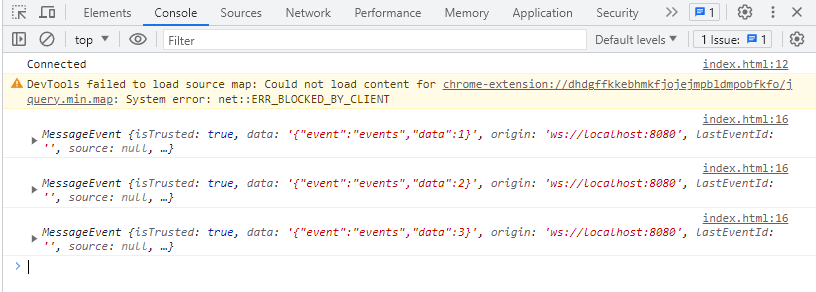 Elements Console Sources Network Performance Memory Application Security 1
top Filter Default levels 1 Issue: 1
Connected index.html:12
DevTools failed to load source map: Could not load content for chrome-extension://dhdgffkkebhmkfjojejmpbldmpobfkfo/j
query.min.map: System error: net::ERR_BLOCKED_BY_CLIENT
index.html:16
MessageEvent {isTrusted: true, data: '{"event":"events","data":1}', origin: 'ws://localhost:8080', lastEventId:
'', source: null, …}
index.html:16
MessageEvent {isTrusted: true, data: '{"event":"events","data":2}', origin: 'ws://localhost:8080', lastEventId:
'', source: null, …}
index.html:16
MessageEvent {isTrusted: true, data: '{"event":"events","data":3}', origin: 'ws://localhost:8080', lastEventId:
'', source: null, …}